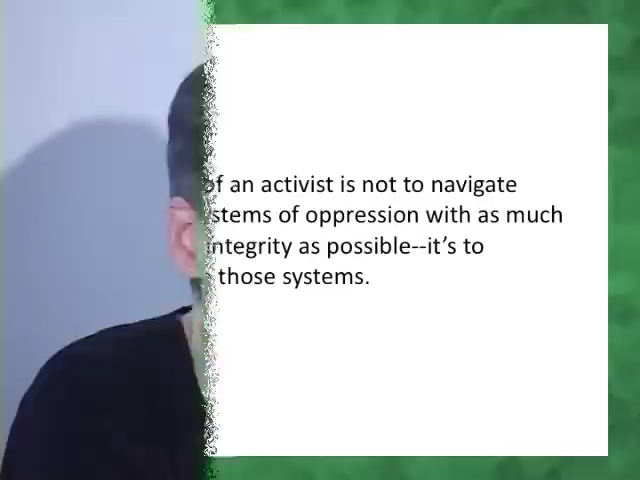 of an activist is not to navigate
of oppression with as much
integrity as possible--it's to
those systems.